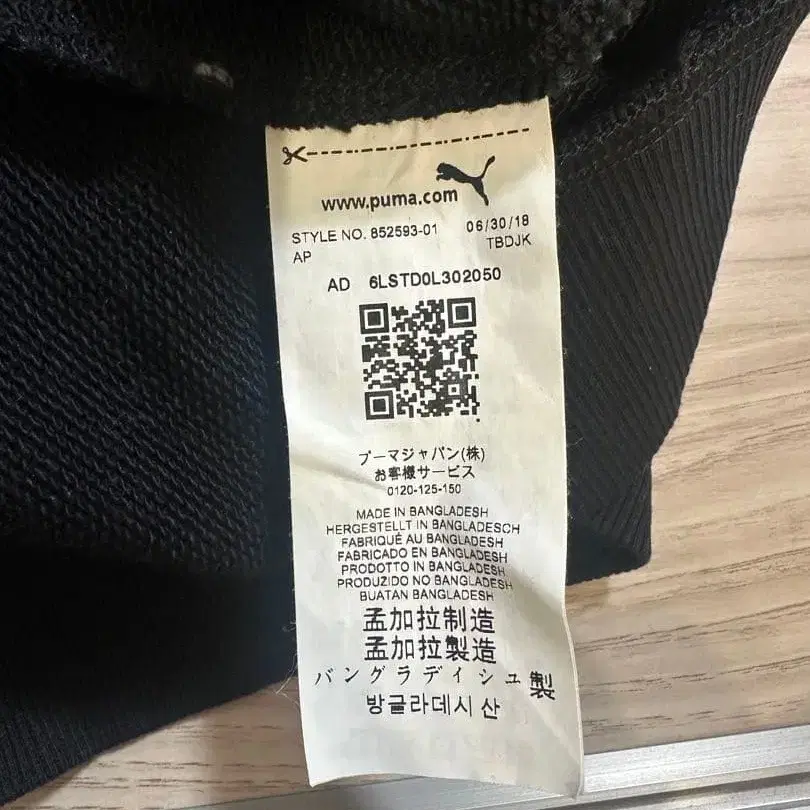 www.puma.com
STYLE NO. 852593-01 06/30/18
AP TBDJK
AD 6LSTD0L302050
プーマジャパン(株)
お客様サービス
0120-125-150
MADE IN BANGLADESH
HERGESTELLT IN BANGLADESCH
FABRIQUÉ AU BANGLADESH
FABRICADO EN BANGLADESH
PRODOTTO IN BANGLADESH
PRODUZIDO NO BANGLADESH
BUATAN BANGLADESH
孟加拉制造
孟加拉製造
バングラディシュ製
방글라데시 산